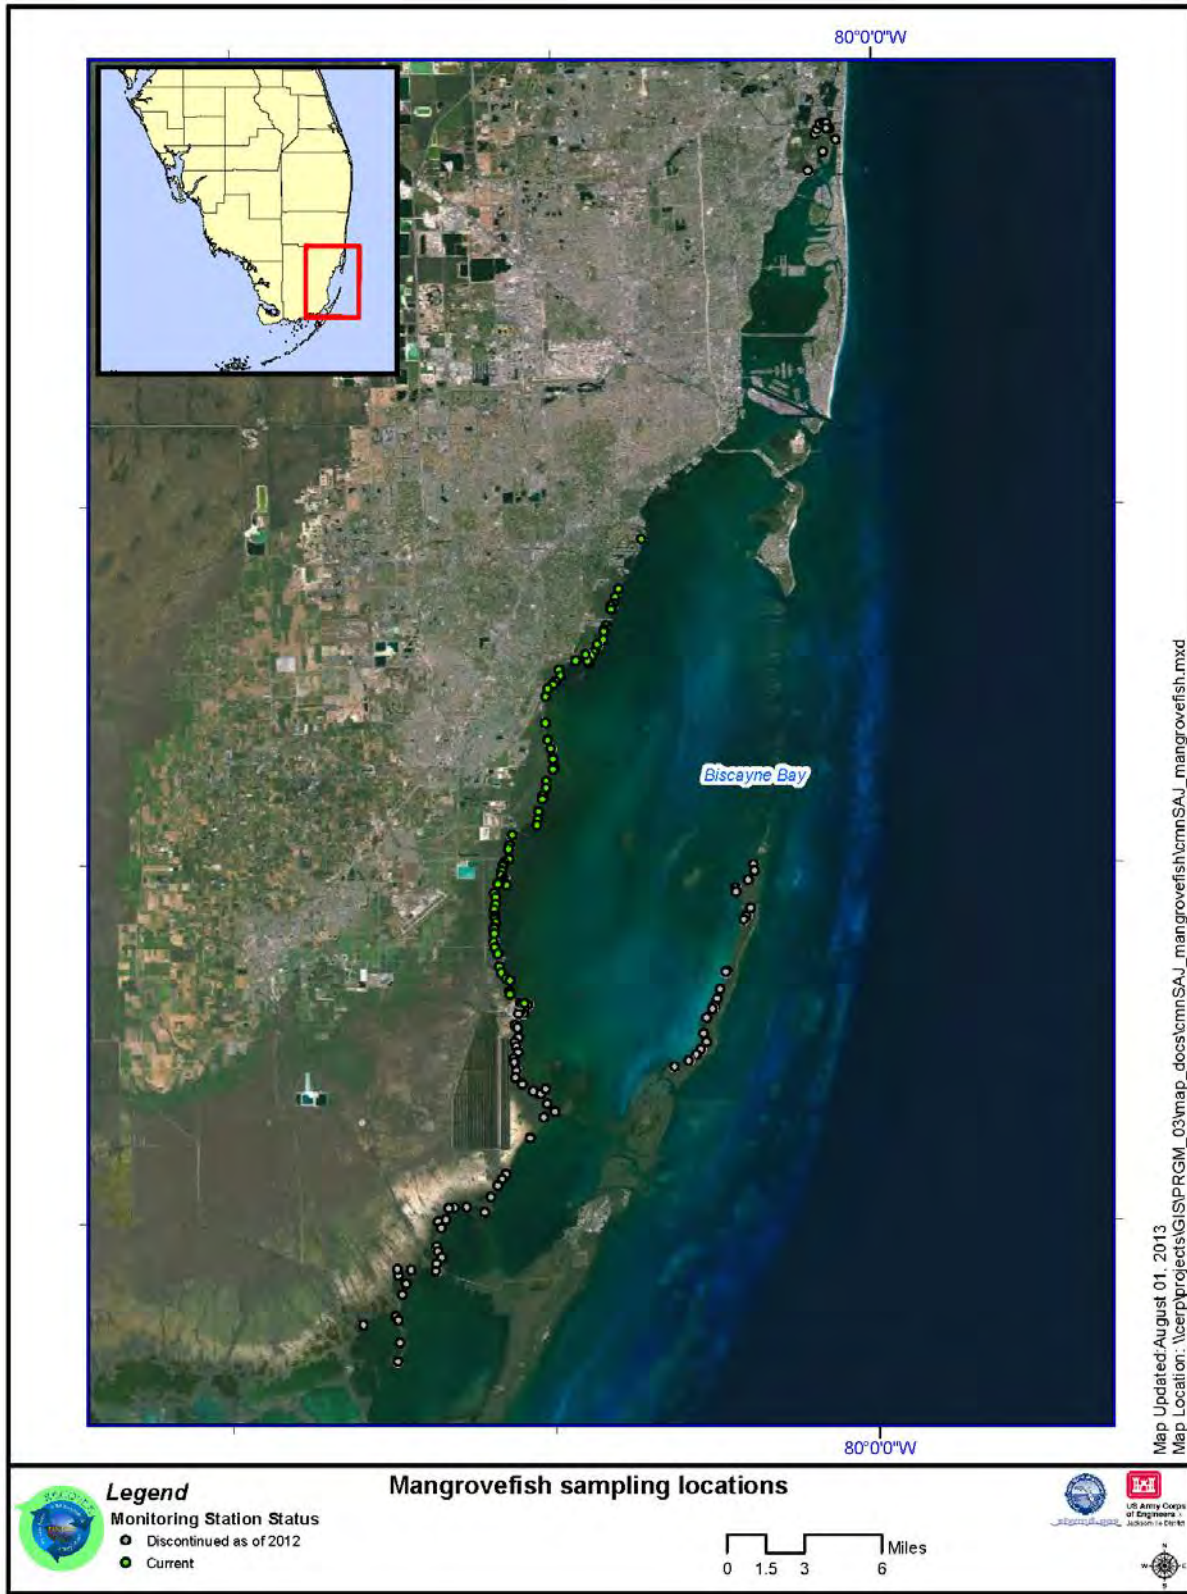 80°0'0"W
Biscayne Bay
80°0'0"W
Map Updated:August 01, 2013
Map Location: \\cerp\projects\GIS\PRGM_03\map_docs\cmnSAJ_mangrovefish\cmnSAJ_mangrovefish.mxd
Legend
Mangrovefish sampling locations
Monitoring Station Status
Discontinued as of 2012
Current
Miles
0 1.5 3 6
US Army Corps
of Engineers
Jacksonville District
N
W E
S